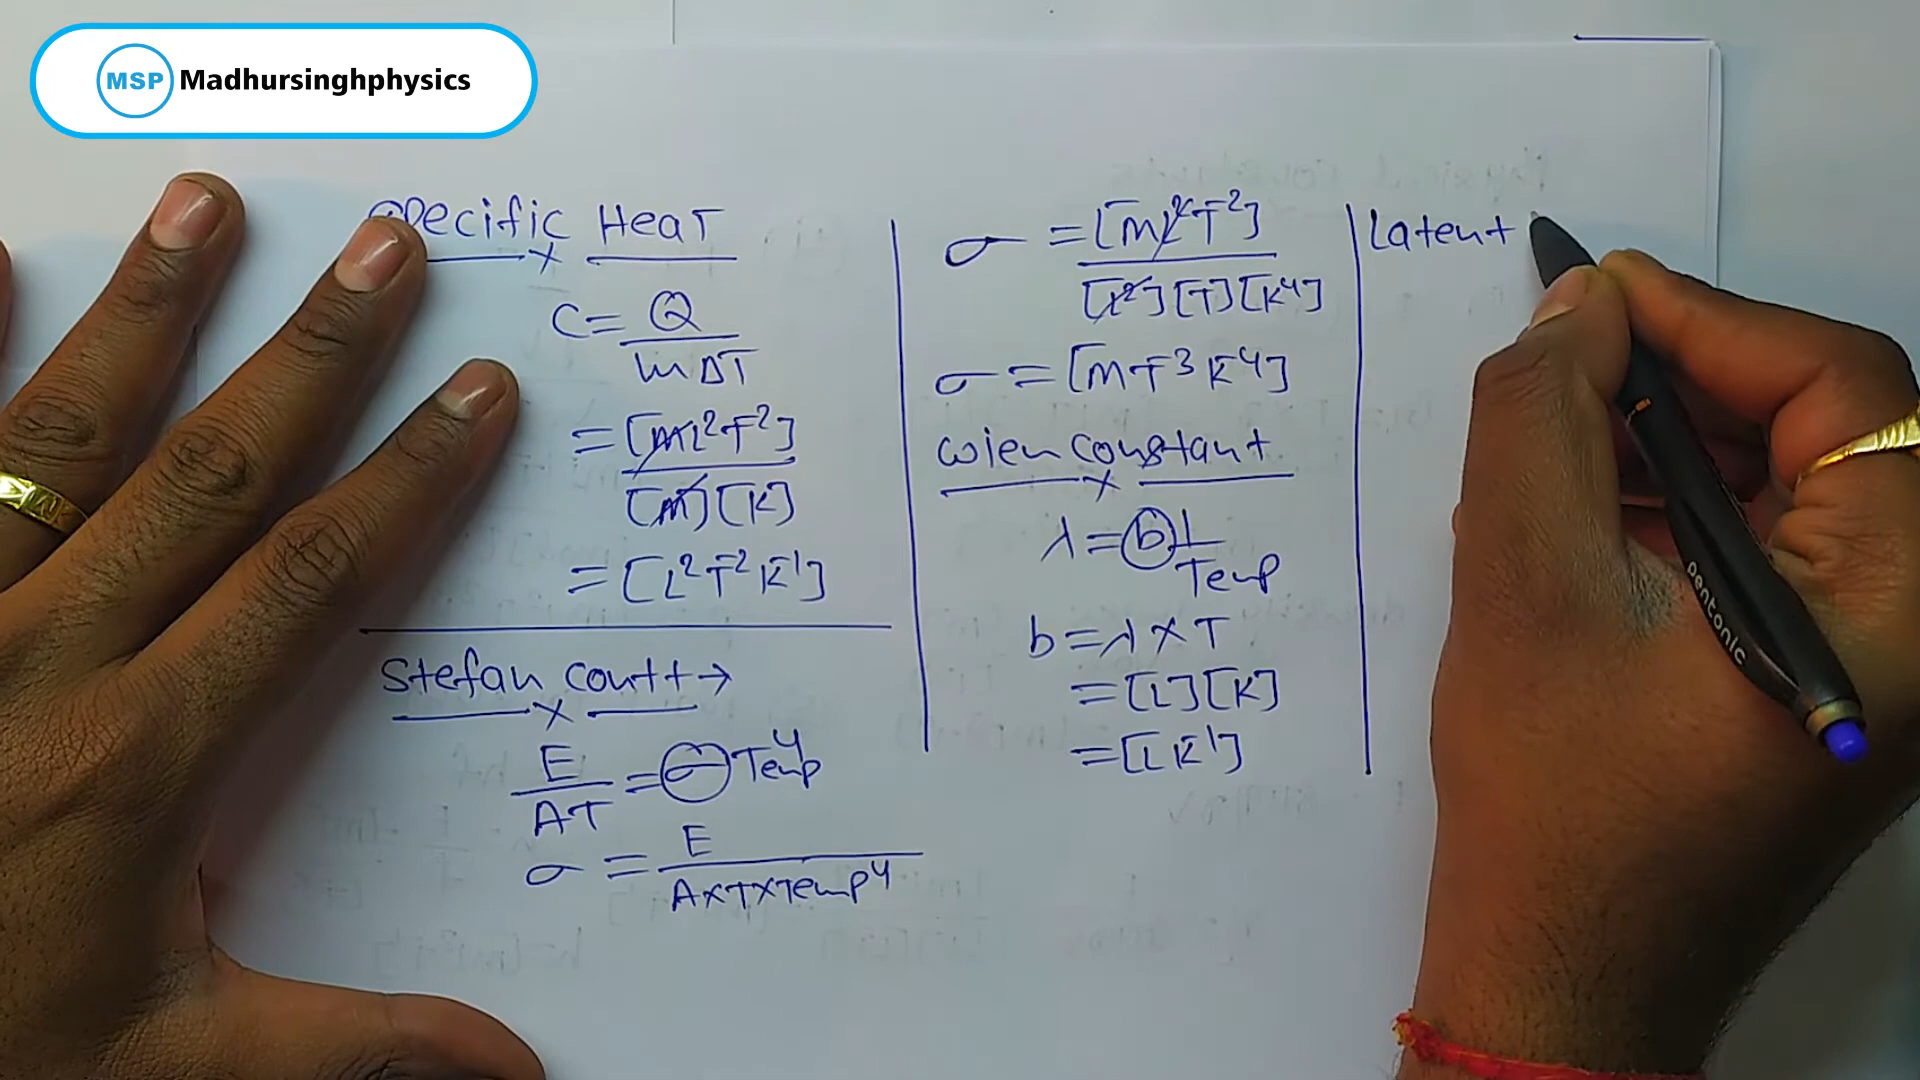 MSP Madhursinghphysics
Specific Heat
C = Q / mΔT
= [ML²T⁻²] / [M][K]
= [L²T⁻²K⁻¹]
Stefan Contt →
E / AT = σ Temp⁴
σ = E / A×T×Temp⁴
σ = [ML²T⁻²] / [L²][T][K⁴]
σ = [MT⁻³K⁻⁴]
Wien Constant
λ = b 1 / Temp
b = λ × T
= [L][K]
= [LK¹]
Latent
pentonic